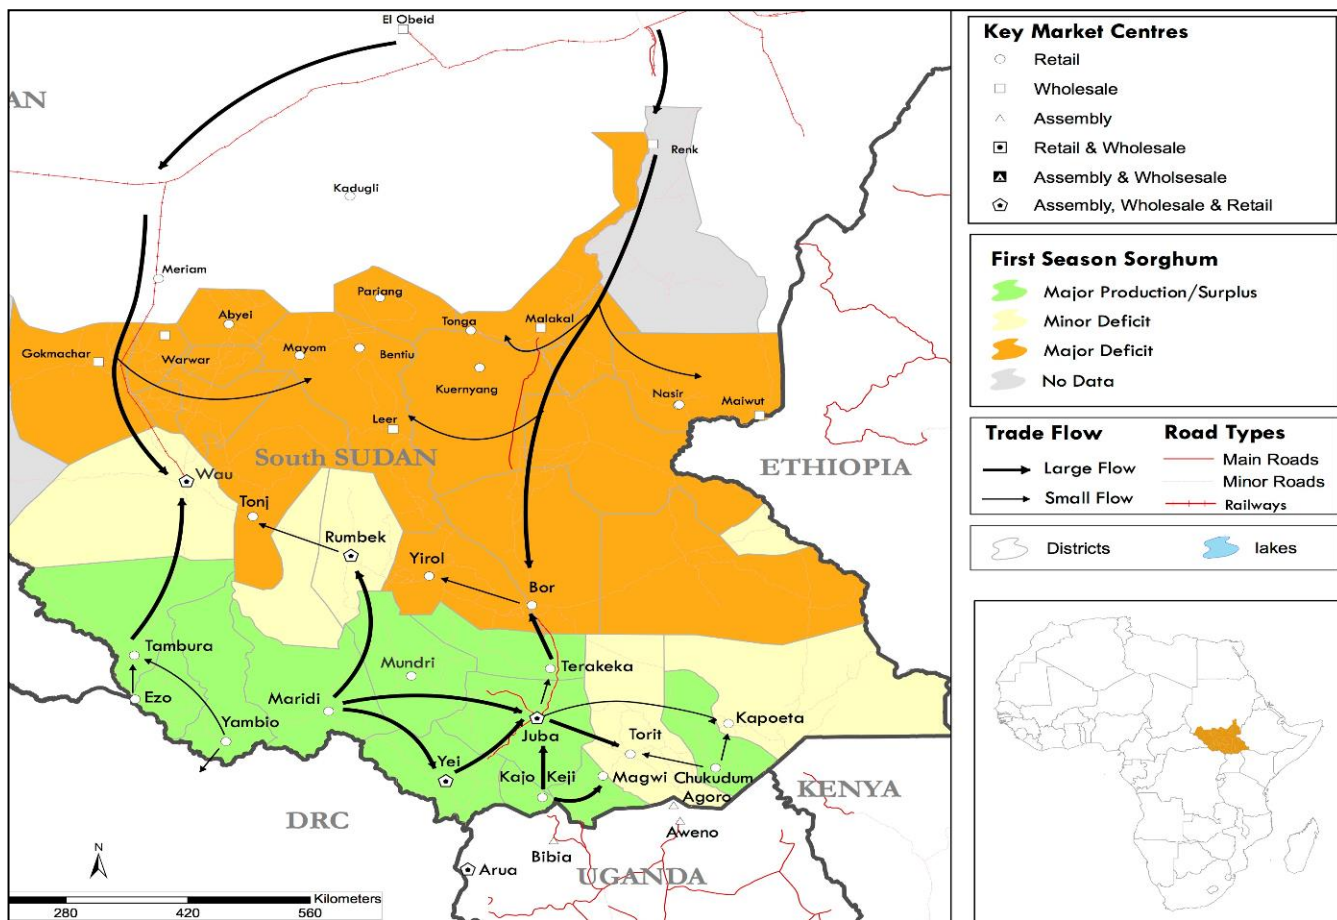 El Obeid
AN
Renk
Kadugli
Meriam
Pariang
Abyei
Tonga
Malakal
Gokmachar
Warwar
Mayom
Bentiu
Kuernyang
Nasir
Maiwut
Leer
South SUDAN
ETHIOPIA
Wau
Tonj
Rumbek
Yirol
Bor
Tambura
Mundri
Terakeka
Ezo
Maridi
Kapoeta
Yambio
Juba
Torit
Yei
Kajo Keji
Magwi
Chukudum
KENYA
Agoro
DRC
Aweno
Bibia
Arua
UGANDA
N
Kilometers
280 420 560
Key Market Centres
Retail
Wholesale
Assembly
Retail & Wholesale
Assembly & Wholsesale
Assembly, Wholesale & Retail
First Season Sorghum
Major Production/Surplus
Minor Deficit
Major Deficit
No Data
Trade Flow
Large Flow
Small Flow
Road Types
Main Roads
Minor Roads
Railways
Districts
lakes